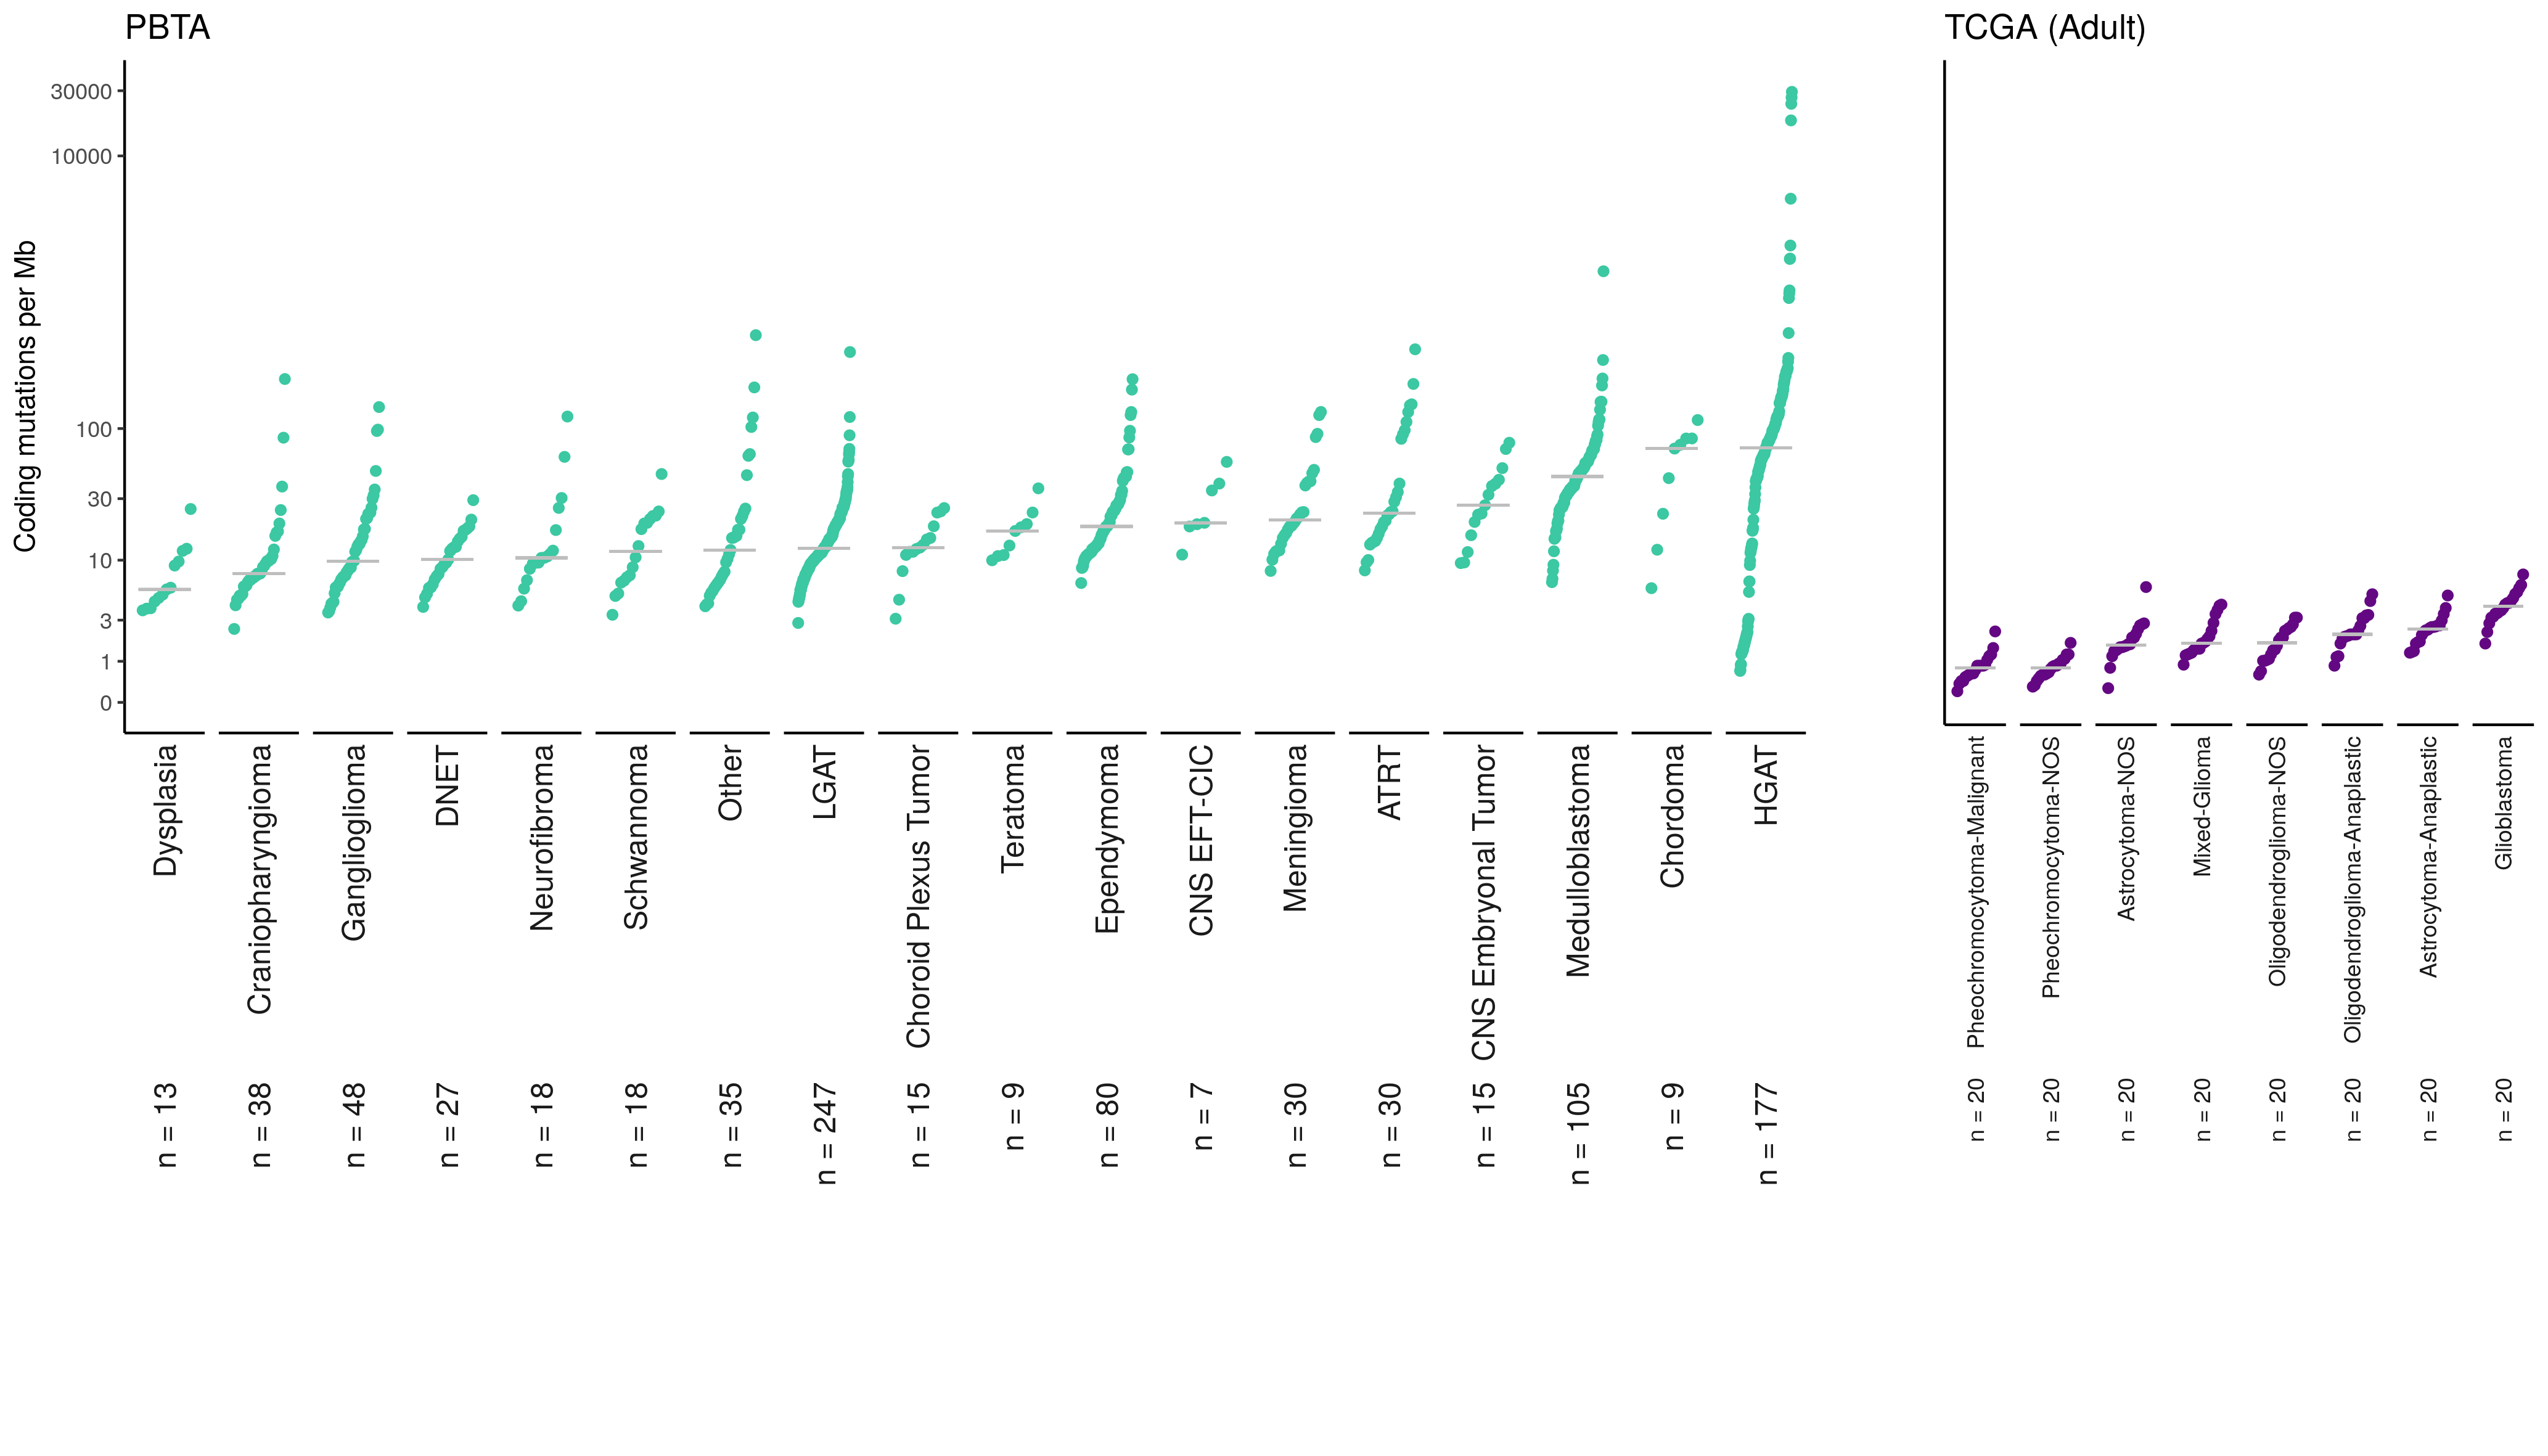 PBTA
TCGA (Adult)
Coding mutations per Mb
30000
10000
100
30
10
3
1
0
Dysplasia
Craniopharyngioma
Ganglioglioma
DNET
Neurofibroma
Schwannoma
Other
LGAT
Choroid Plexus Tumor
Teratoma
Ependymoma
CNS EFT-CIC
Meningioma
ATRT
CNS Embryonal Tumor
Medulloblastoma
Chordoma
HGAT
n = 13
n = 38
n = 48
n = 27
n = 18
n = 18
n = 35
n = 247
n = 15
n = 9
n = 80
n = 7
n = 30
n = 30
n = 15
n = 105
n = 9
n = 177
Pheochromocytoma-Malignant
Pheochromocytoma-NOS
Astrocytoma-NOS
Mixed-Glioma
Oligodendroglioma-NOS
Oligodendroglioma-Anaplastic
Astrocytoma-Anaplastic
Glioblastoma
n = 20
n = 20
n = 20
n = 20
n = 20
n = 20
n = 20
n = 20